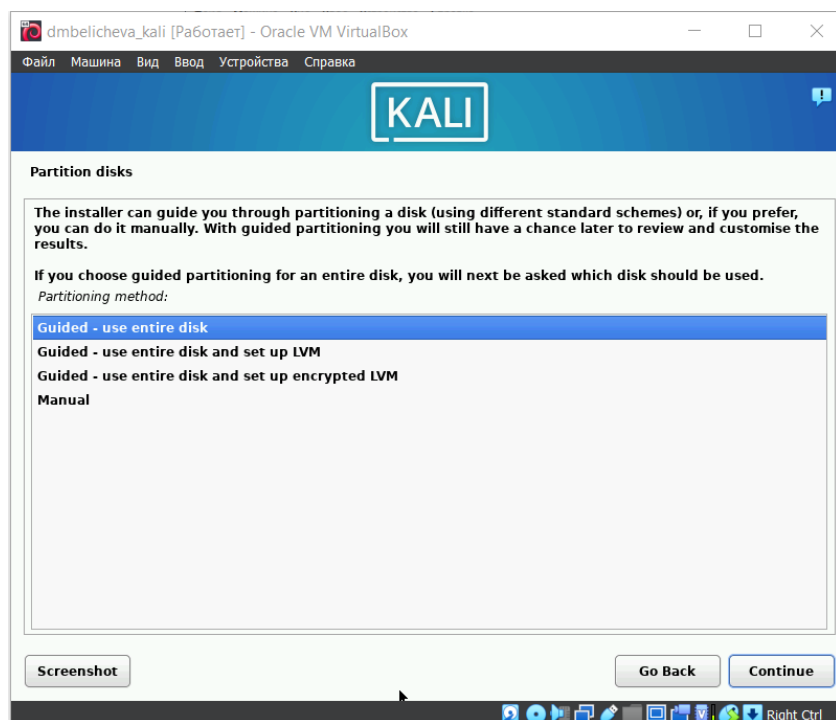 dmbelicheva_kali [Работает] - Oracle VM VirtualBox
Файл Машина Вид Ввод Устройства Справка
KALI
Partition disks
The installer can guide you through partitioning a disk (using different standard schemes) or, if you prefer,
you can do it manually. With guided partitioning you will still have a chance later to review and customise the
results.
If you choose guided partitioning for an entire disk, you will next be asked which disk should be used.
Partitioning method:
Guided - use entire disk
Guided - use entire disk and set up LVM
Guided - use entire disk and set up encrypted LVM
Manual
Screenshot Go Back Continue
Right Ctrl